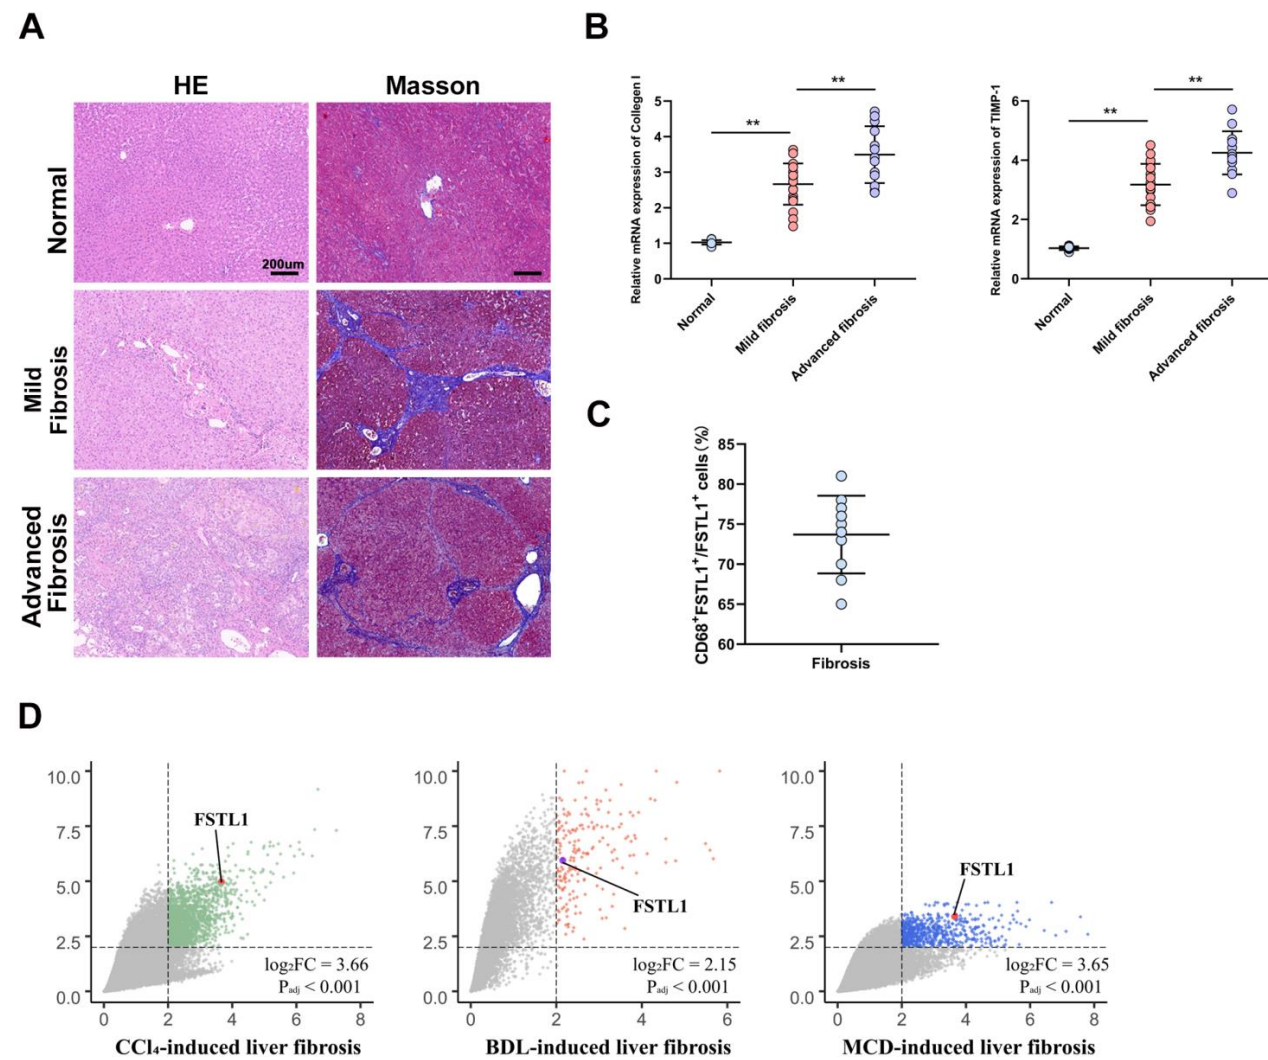 A
HE
Masson
Normal
200um
Mild
Fibrosis
Advanced
Fibrosis
B
Relative mRNA expression of Collegen I
5
4
3
2
1
0
**
**
Normal
Mild fibrosis
Advanced fibrosis
Relative mRNA expression of TIMP-1
6
4
2
0
**
**
Normal
Mild fibrosis
Advanced fibrosis
C
CD68⁺FSTL1⁺/FSTL1⁺ cells (%)
85
80
75
70
65
60
Fibrosis
D
10.0
7.5
5.0
2.5
0.0
FSTL1
log₂FC = 3.66
Pₐdⱼ < 0.001
0 2 4 6 8
CCl₄-induced liver fibrosis
10.0
7.5
5.0
2.5
0.0
FSTL1
log₂FC = 2.15
Pₐdⱼ < 0.001
0 2 4 6
BDL-induced liver fibrosis
10.0
7.5
5.0
2.5
0.0
FSTL1
log₂FC = 3.65
Pₐdⱼ < 0.001
0 2 4 6 8
MCD-induced liver fibrosis